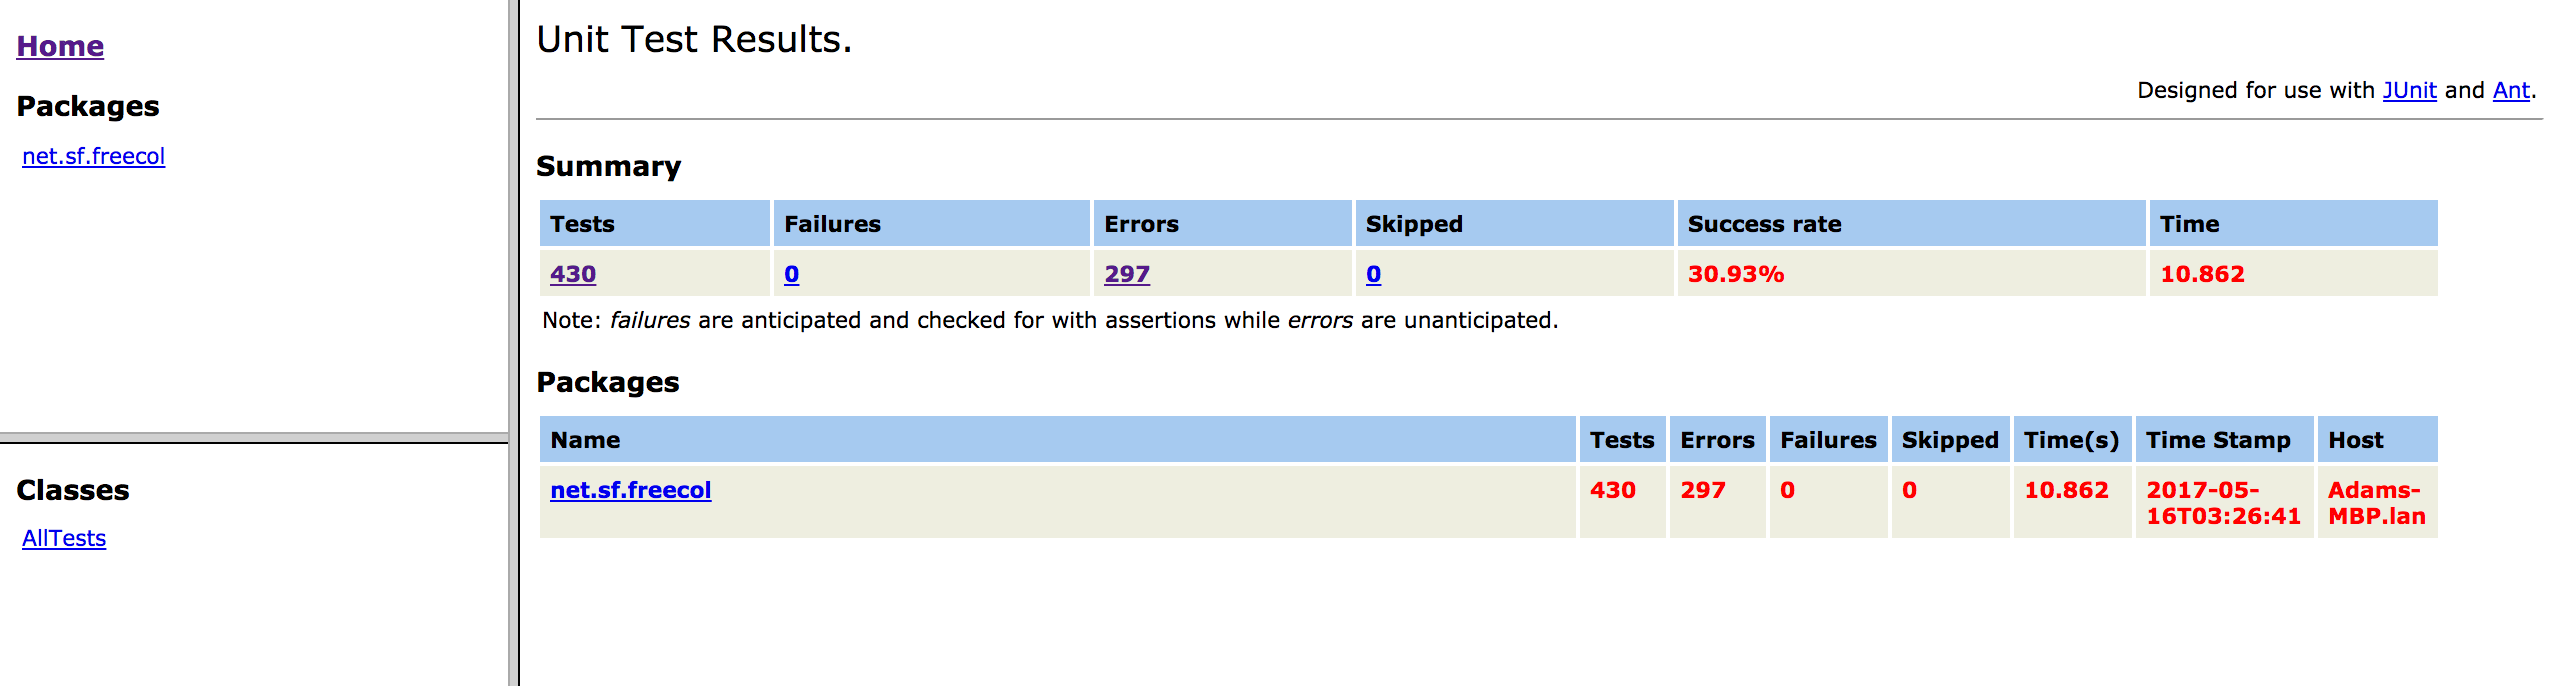 Home
Packages
net.sf.freecol
Classes
AllTests
Unit Test Results.
Designed for use with JUnit and Ant.
Summary
Tests Failures Errors Skipped Success rate Time
430 0 297 0 30.93% 10.862
Note: failures are anticipated and checked for with assertions while errors are unanticipated.
Packages
Name Tests Errors Failures Skipped Time(s) Time Stamp Host
net.sf.freecol 430 297 0 0 10.862 2017-05- Adams-
16T03:26:41 MBP.lan